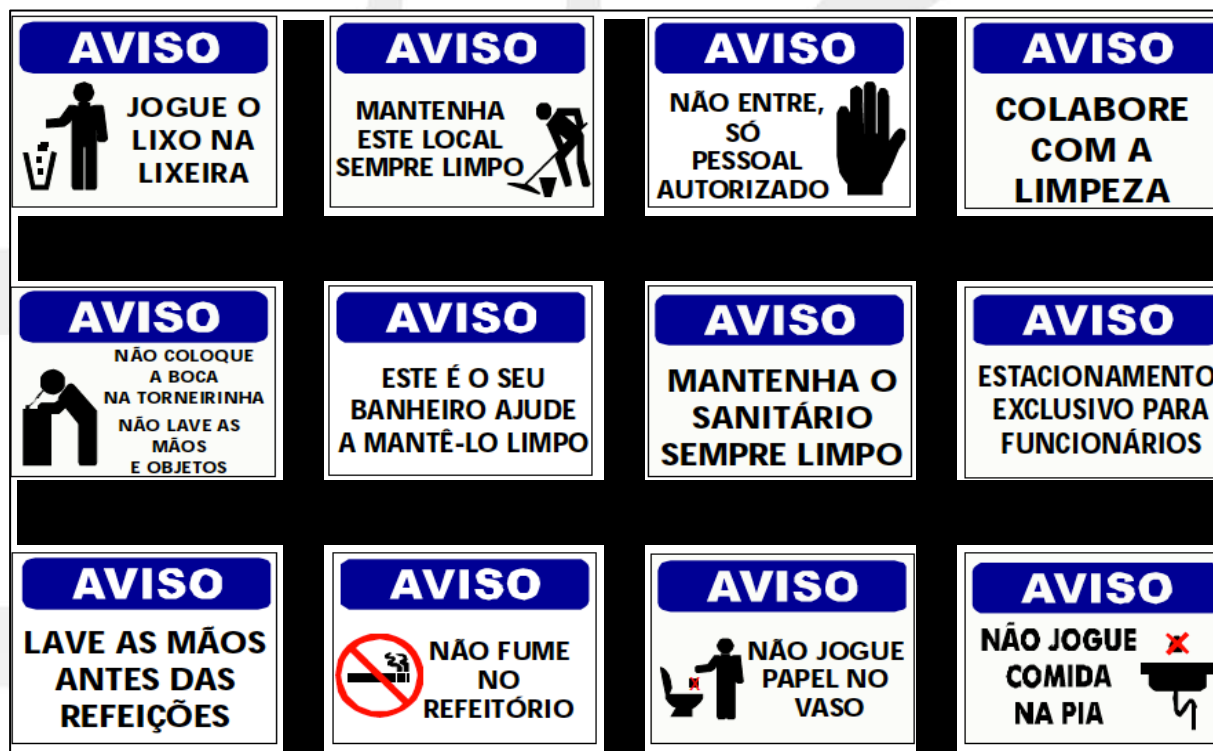 AVISO
JOGUE O
LIXO NA
LIXEIRA
AVISO
MANTENHA
ESTE LOCAL
SEMPRE LIMPO
AVISO
NÃO ENTRE,
SÓ
PESSOAL
AUTORIZADO
AVISO
COLABORE
COM A
LIMPEZA
AVISO
NÃO COLOQUE
A BOCA
NA TORNEIRINHA
NÃO LAVE AS
MÃOS
E OBJETOS
AVISO
ESTE É O SEU
BANHEIRO AJUDE
A MANTÊ-LO LIMPO
AVISO
MANTENHA O
SANITÁRIO
SEMPRE LIMPO
AVISO
ESTACIONAMENTO
EXCLUSIVO PARA
FUNCIONÁRIOS
AVISO
LAVE AS MÃOS
ANTES DAS
REFEIÇÕES
AVISO
NÃO FUME
NO
REFEITÓRIO
AVISO
NÃO JOGUE
PAPEL NO
VASO
AVISO
NÃO JOGUE
COMIDA
NA PIA